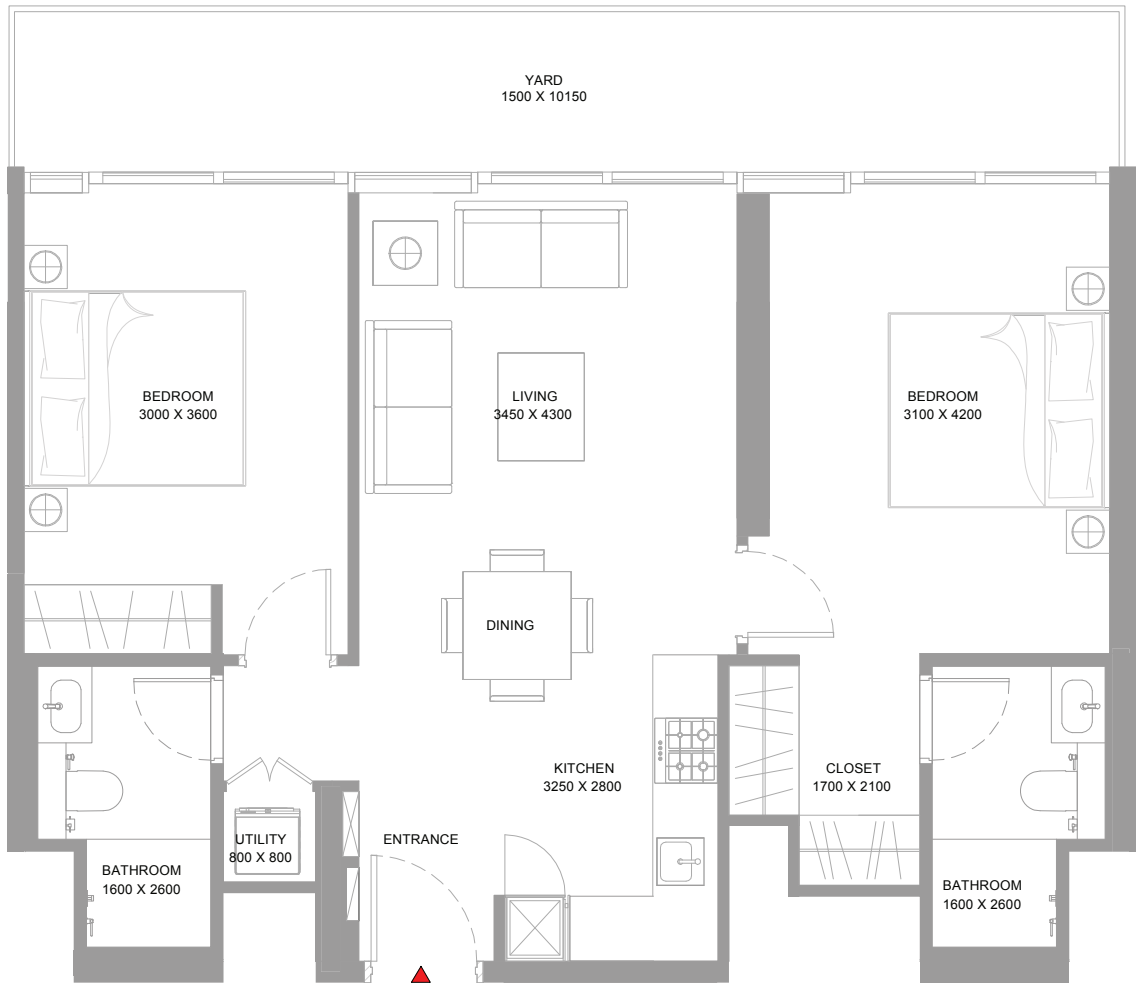 YARD
1500 X 10150
BEDROOM
3000 X 3600
LIVING
3450 X 4300
BEDROOM
3100 X 4200
DINING
KITCHEN
3250 X 2800
CLOSET
1700 X 2100
UTILITY
800 X 800
ENTRANCE
BATHROOM
1600 X 2600
BATHROOM
1600 X 2600